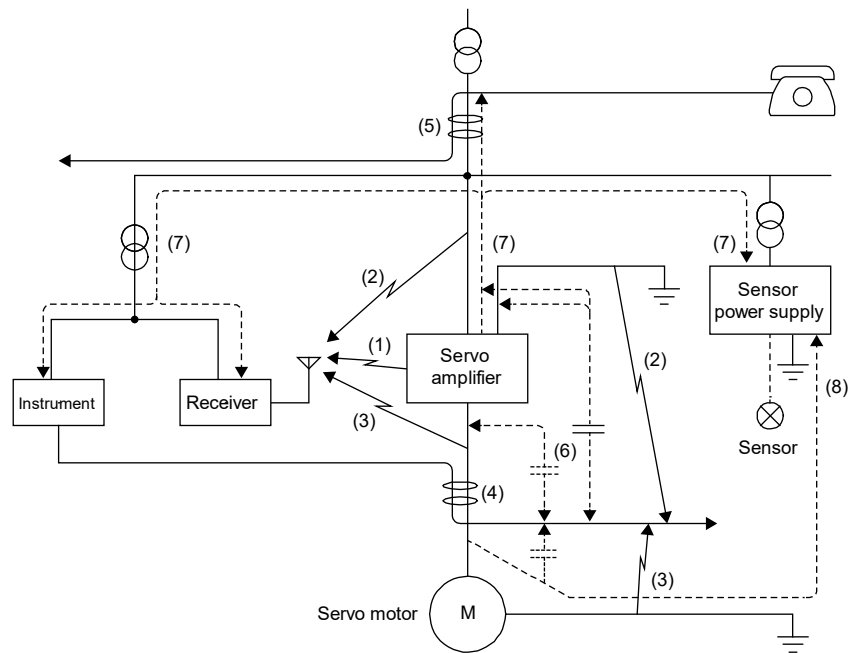 (5)
(7)
(7)
(7)
(2)
Sensor
power supply
(1)
Servo
amplifier
(2)
(8)
Instrument
Receiver
(3)
Sensor
(6)
(4)
(3)
Servo motor
M